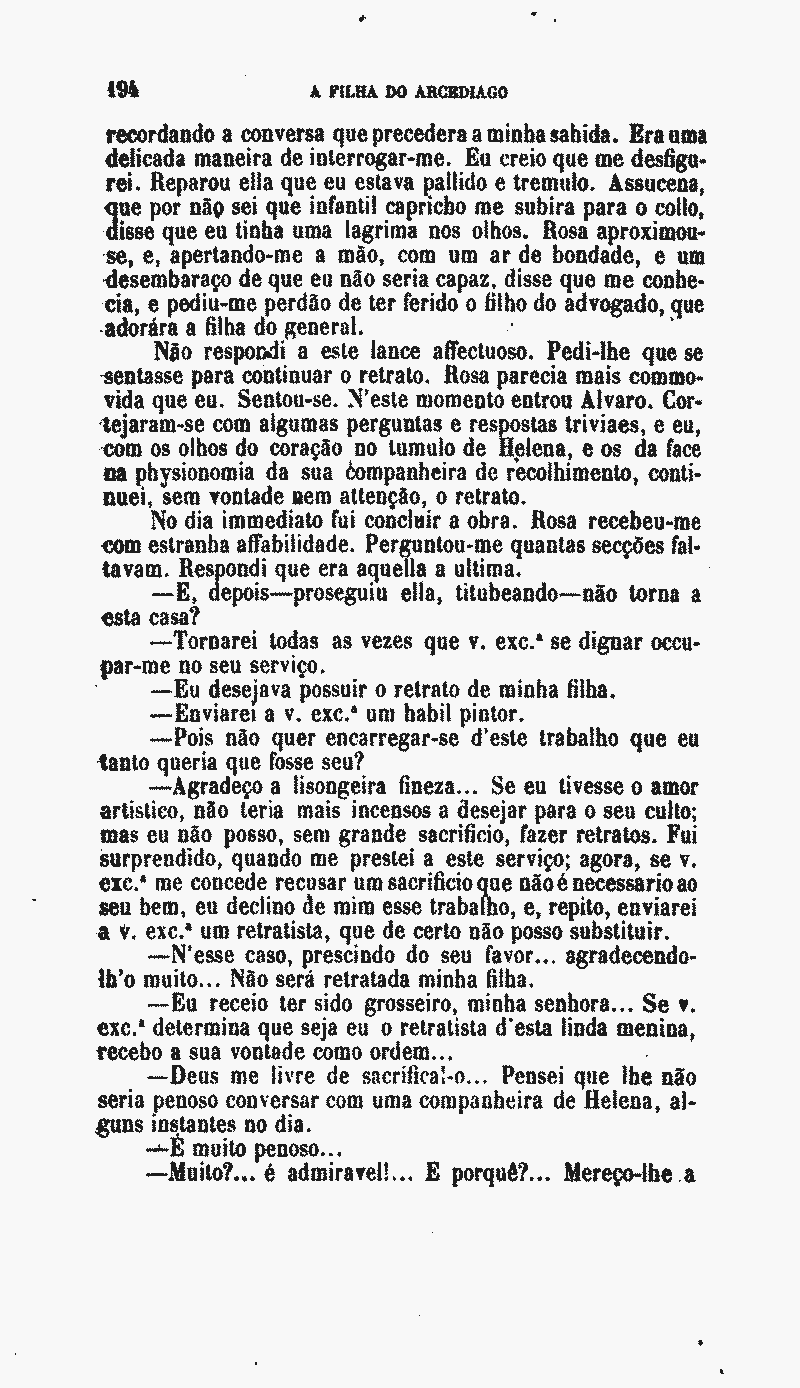 194 A FILHA DO ARCEDIAGO
recordando a conversa que precedera a minha sahida. Era uma
delicada maneira de interrogar-me. Eu creio que me desfigu-
rei. Reparou ella que eu estava pallido e tremulo. Assucena,
que por não sei que infantil capricho me subira para o collo,
disse que eu tinha uma lagrima nos olhos. Rosa aproximou-
se, e, apertando-me a mão, com um ar de bondade, e um
desembaraço de que eu não seria capaz, disse que me conhe-
cia, e pediu-me perdão de ter ferido o filho do advogado, que
adorára a filha do general.
Não respondi a este lance affectuoso. Pedi-lhe que se
sentasse para continuar o retrato. Rosa parecia mais commo-
vida que eu. Sentou-se. N'este momento entrou Alvaro. Cor-
tejaram-se com algumas perguntas e respostas triviaes, e eu,
com os olhos do coração no tumulo de Helena, e os da face
na physionomia da sua companheira de recolhimento, conti-
nuei, sem vontade nem attenção, o retrato.
No dia immediato fui concluir a obra. Rosa recebeu-me
com estranha affabilidade. Perguntou-me quantas secções fal-
tavam. Respondi que era aquella a ultima.
—E, depois—proseguiu ella, titubeando—não torna a
esta casa?
—Tornarei todas as vezes que v. exc.ª se dignar occu-
par-me no seu serviço.
—Eu desejava possuir o retrato de minha filha.
—Enviarei a v. exc.ª um habil pintor.
—Pois não quer encarregar-se d'este trabalho que eu
tanto queria que fosse seu?
—Agradeço a lisongeira fineza... Se eu tivesse o amor
artistico, não teria mais incensos a desejar para o seu culto;
mas eu não posso, sem grande sacrificio, fazer retratos. Fui
surprendido, quando me prestei a este serviço; agora, se v.
exc.ª me concede recusar um sacrificio que não é necessario ao
seu bem, eu declino de mim esse trabalho, e, repito, enviarei
a v. exc.ª um retratista, que de certo não posso substituir.
—N'esse caso, prescindo do seu favor... agradecendo-
lh'o muito... Não será retratada minha filha.
—Eu receio ter sido grosseiro, minha senhora... Se v.
exc.ª determina que seja eu o retratista d'esta linda menina,
recebo a sua vontade como ordem...
—Deus me livre de sacrifical-o... Pensei que lhe não
seria penoso conversar com uma companheira de Helena, al-
guns instantes no dia.
—É muito penoso...
—Muito?... é admiravel!... E porquê?... Mereço-lhe a